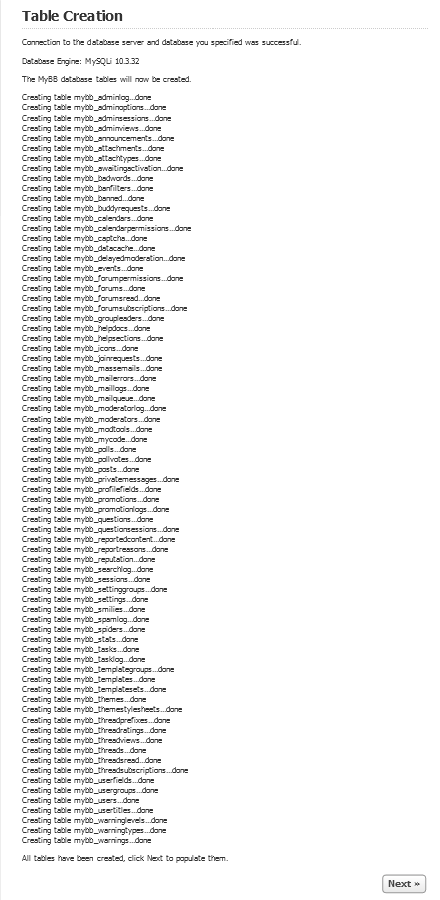 Table Creation
Connection to the database server and database you specified was successful.
Database Engine: MySQLi 10.3.32
The MyBB database tables will now be created.
Creating table mybb_adminlog...done
Creating table mybb_adminoptions...done
Creating table mybb_adminsessions...done
Creating table mybb_adminviews...done
Creating table mybb_announcements...done
Creating table mybb_attachments...done
Creating table mybb_attachtypes...done
Creating table mybb_awaitingactivation...done
Creating table mybb_badwords...done
Creating table mybb_banfilters...done
Creating table mybb_banned...done
Creating table mybb_buddyrequests...done
Creating table mybb_calendars...done
Creating table mybb_calendarpermissions...done
Creating table mybb_captcha...done
Creating table mybb_datacache...done
Creating table mybb_delayedmoderation...done
Creating table mybb_events...done
Creating table mybb_forumpermissions...done
Creating table mybb_forums...done
Creating table mybb_forumsread...done
Creating table mybb_forumsubscriptions...done
Creating table mybb_groupleaders...done
Creating table mybb_helpdocs...done
Creating table mybb_helpsections...done
Creating table mybb_icons...done
Creating table mybb_joinrequests...done
Creating table mybb_massemails...done
Creating table mybb_mailerrors...done
Creating table mybb_maillogs...done
Creating table mybb_mailqueue...done
Creating table mybb_moderatorlog...done
Creating table mybb_moderators...done
Creating table mybb_modtools...done
Creating table mybb_mycode...done
Creating table mybb_polls...done
Creating table mybb_pollvotes...done
Creating table mybb_posts...done
Creating table mybb_privatemessages...done
Creating table mybb_profilefields...done
Creating table mybb_promotions...done
Creating table mybb_promotionlogs...done
Creating table mybb_questions...done
Creating table mybb_questionsessions...done
Creating table mybb_reportedcontent...done
Creating table mybb_reportreasons...done
Creating table mybb_reputation...done
Creating table mybb_searchlog...done
Creating table mybb_sessions...done
Creating table mybb_settinggroups...done
Creating table mybb_settings...done
Creating table mybb_smilies...done
Creating table mybb_spamlog...done
Creating table mybb_spiders...done
Creating table mybb_stats...done
Creating table mybb_tasks...done
Creating table mybb_tasklog...done
Creating table mybb_templategroups...done
Creating table mybb_templates...done
Creating table mybb_templatesets...done
Creating table mybb_themes...done
Creating table mybb_themestylesheets...done
Creating table mybb_threadprefixes...done
Creating table mybb_threadratings...done
Creating table mybb_threadviews...done
Creating table mybb_threads...done
Creating table mybb_threadsread...done
Creating table mybb_threadsubscriptions...done
Creating table mybb_userfields...done
Creating table mybb_usergroups...done
Creating table mybb_users...done
Creating table mybb_usertitles...done
Creating table mybb_warninglevels...done
Creating table mybb_warningtypes...done
Creating table mybb_warnings...done
All tables have been created, click Next to populate them.
Next »